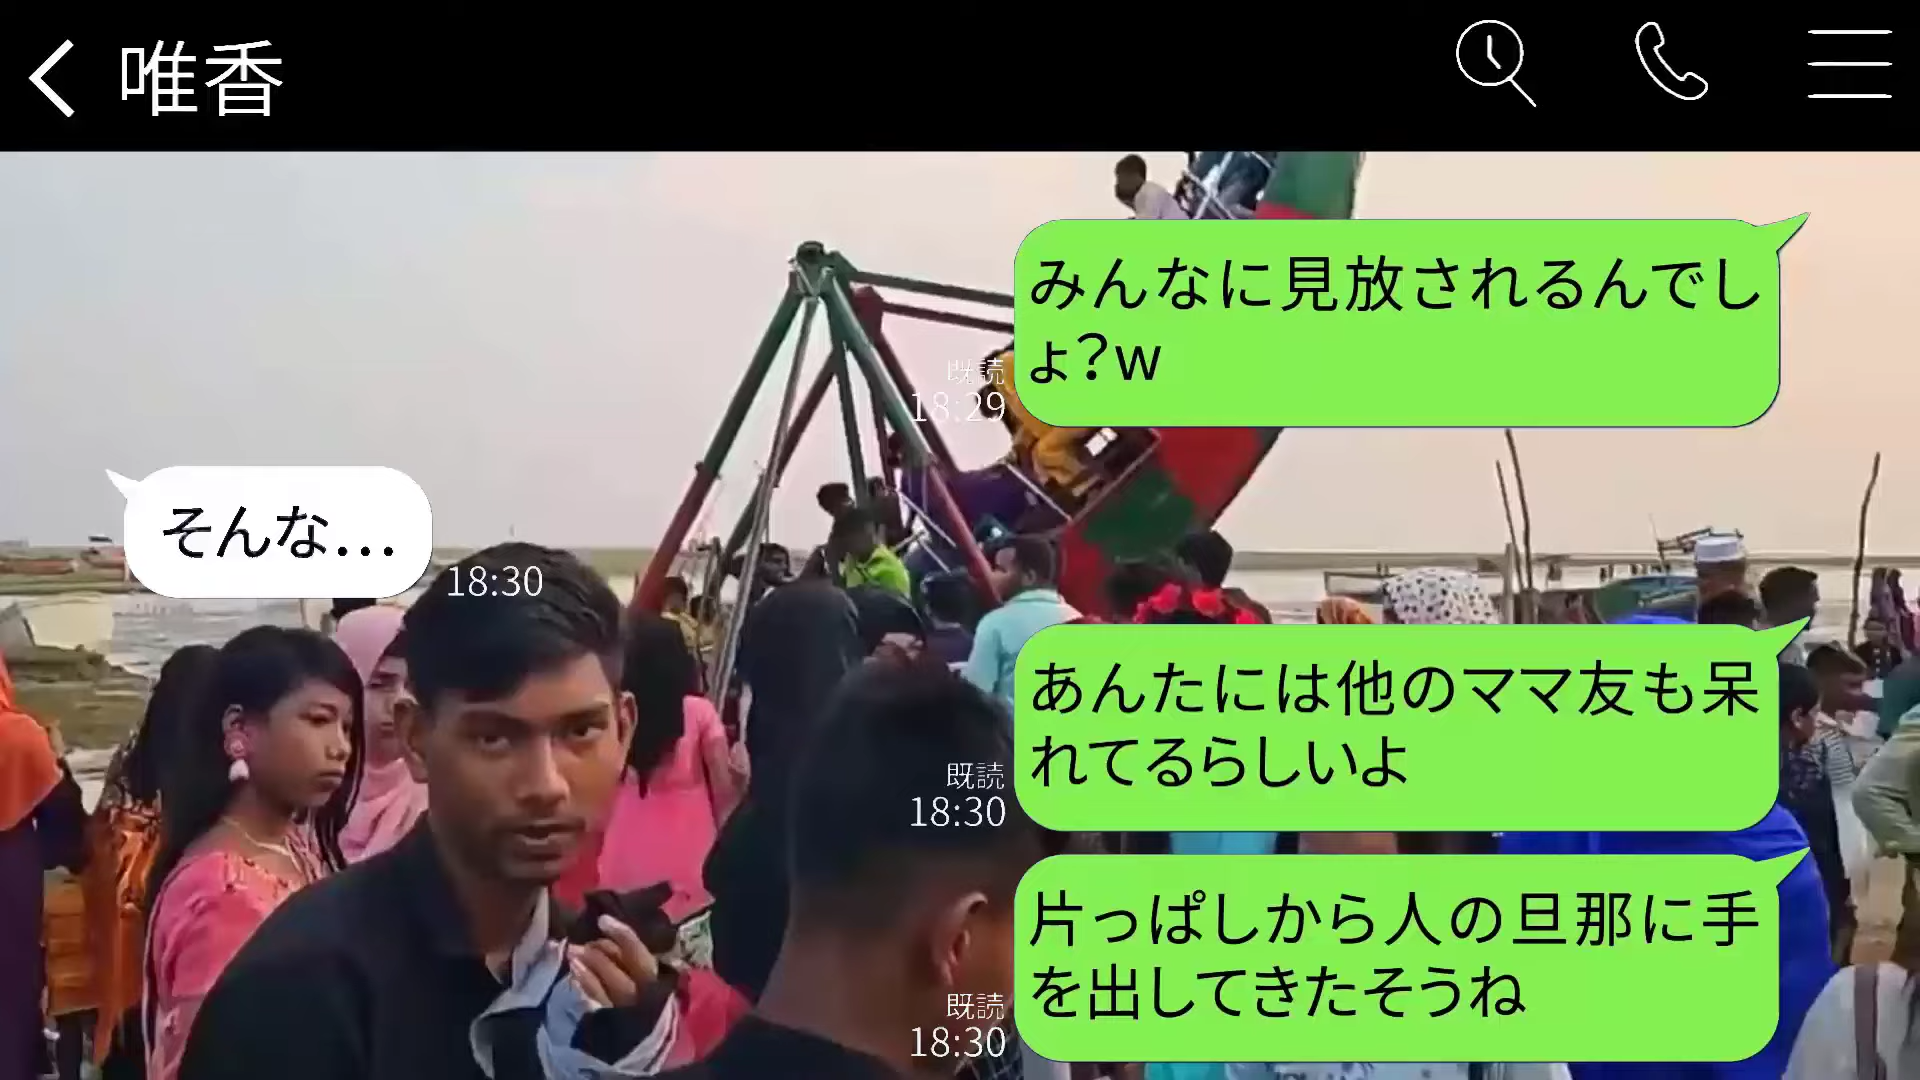 唯香
みんなに見放されるんでし
ょ?w
既読
18:29
そんな…
18:30
あんたには他のママ友も呆
れてるらしいよ
既読
18:30
片っぱしから人の旦那に手
を出してきたそうね
既読
18:30